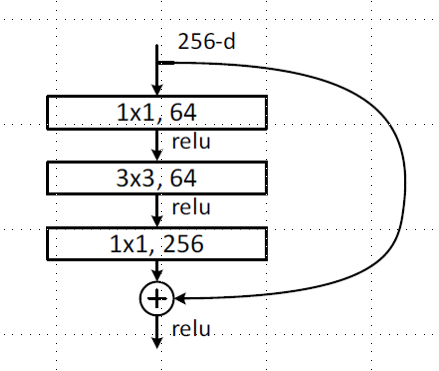 256-d
1x1, 64
relu
3x3, 64
relu
1x1, 256
+
relu